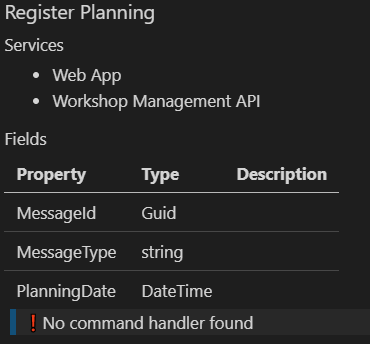 Register Planning
Services
• Web App
• Workshop Management API
Fields
Property Type Description
MessageId Guid
MessageType string
PlanningDate DateTime
❗ No command handler found